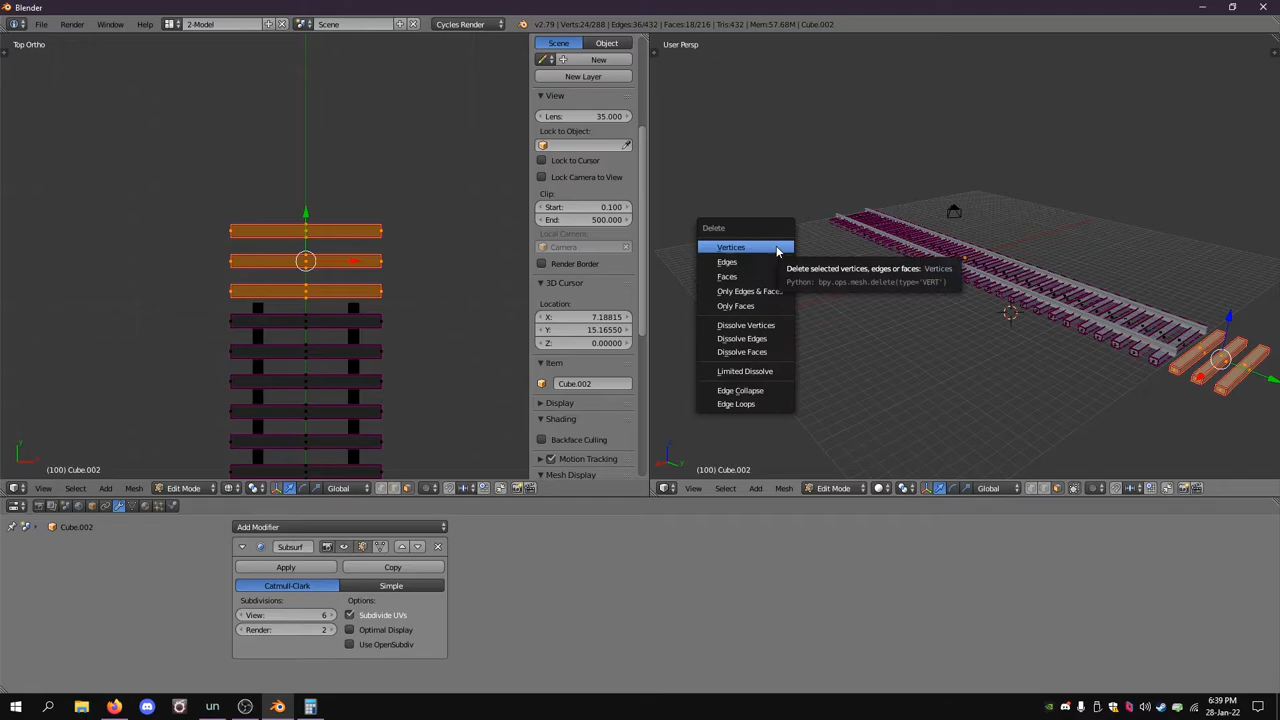 Blender
File Render Window Help 2-Model Scene Cycles Render v2.79 | Verts:24/288 | Edges:36/432 | Faces:18/216 | Tris:432 | Mem:57.68M | Cube.002
Top Ortho
Scene Object
New
New Layer
View
Lens: 35.000
Lock to Object:
Lock to Cursor
Lock Camera to View
Clip:
Start: 0.100
End: 500.000
Local Camera:
Camera
Render Border
3D Cursor
Location:
X: 7.18815
Y: 15.16550
Z: 0.00000
Item
Cube.002
Display
Shading
Backface Culling
Motion Tracking
Mesh Display
User Persp
Delete
Vertices
Edges
Faces
Only Edges & Faces
Only Faces
Dissolve Vertices
Dissolve Edges
Dissolve Faces
Limited Dissolve
Edge Collapse
Edge Loops
Delete selected vertices, edges or faces: Vertices
Python: bpy.ops.mesh.delete(type='VERT')
(100) Cube.002
(100) Cube.002
View Select Add Mesh Edit Mode Global
View Select Add Mesh Edit Mode Global
Cube.002
Add Modifier
Subsurf
Apply Copy
Catmull-Clark Simple
Subdivisions: Options:
View: 6 Subdivide UVs
Render: 2 Optimal Display
Use OpenSubdiv
un
6:39 PM
28-Jan-22